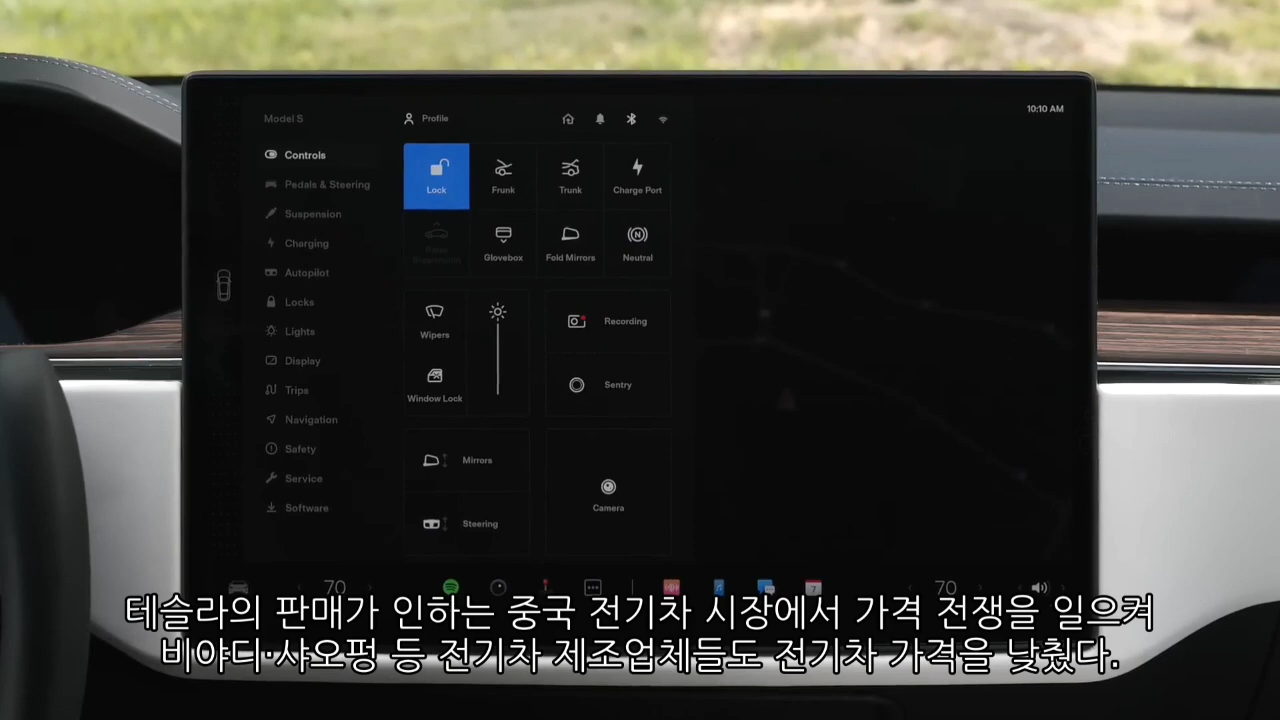 10:10 AM
Model S
Profile
Controls
Pedals & Steering
Suspension
Charging
Autopilot
Locks
Lights
Display
Trips
Navigation
Safety
Service
Software
Lock
Frunk
Trunk
Charge Port
Glovebox
Fold Mirrors
Neutral
Wipers
Window Lock
Recording
Sentry
Mirrors
Steering
Camera
70
70
테슬라의 판매가 인하는 중국 전기차 시장에서 가격 전쟁을 일으켜
비야디·샤오펑 등 전기차 제조업체들도 전기차 가격을 낮췄다.